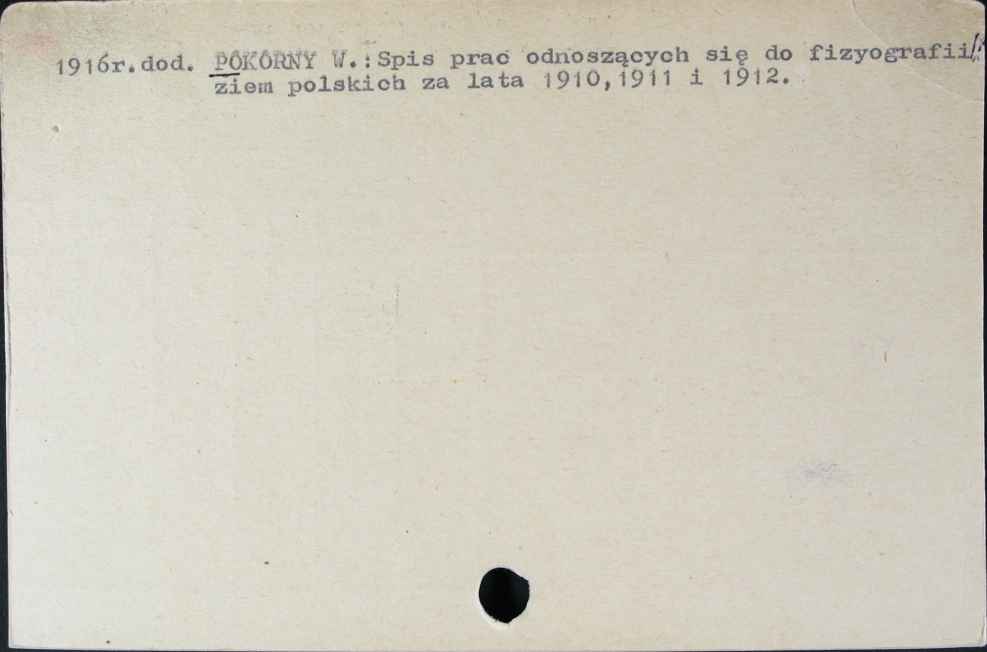 1916r.dod. POKORNY W.:Spis prac odnoszących się do fizyografii/!
ziem polskich za lata 1910,1911 i 1912.